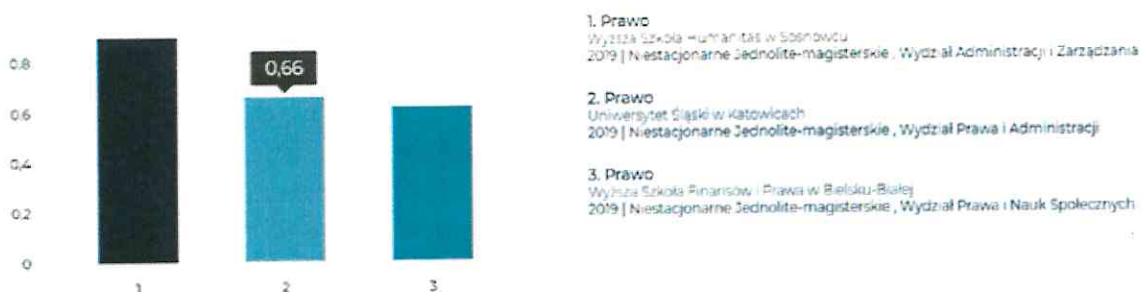 0.8
0.6
0,4
0,2
0
0,66
1
2
3
1. Prawo
Wyższa Szkoła Humanitas w Sosnowcu
2019 | Niestacjonarne Jednolite-magisterskie , Wydział Administracji i Zarządzania
2. Prawo
Uniwersytet Śląski w Katowicach
2019 | Niestacjonarne Jednolite-magisterskie , Wydział Prawa i Administracji
3. Prawo
Wyższa Szkoła Finansów i Prawa w Bielsku-Białej
2019 | Niestacjonarne Jednolite-magisterskie , Wydział Prawa i Nauk Społecznych